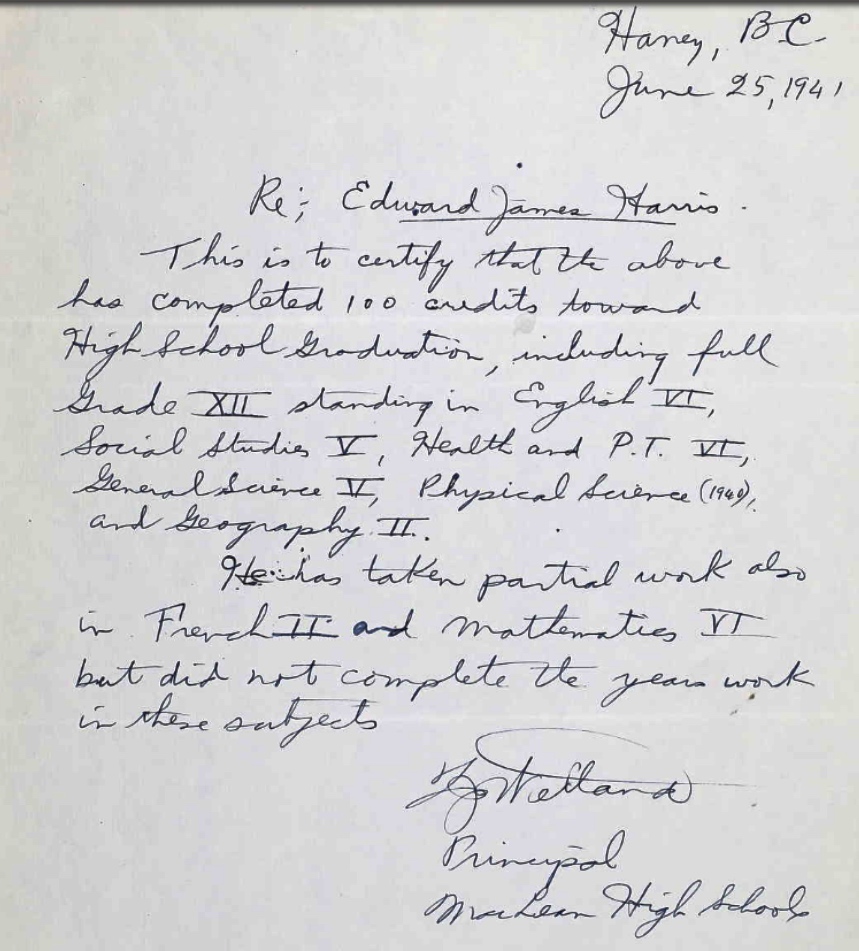 Haney, B.C.
June 25, 1941
Re; Edward James Harris.
This is to certify that the above
has completed 100 credits toward
High School Graduation, including full
Grade XII standing in English VI,
Social Studies V, Health and P.T. VI,
General Science V, Physical Science (1940),
and Geography II.
He has taken partial work also
in French II and Mathematics VI
but did not complete the years work
in these subjects
Principal
MacLean High Schools